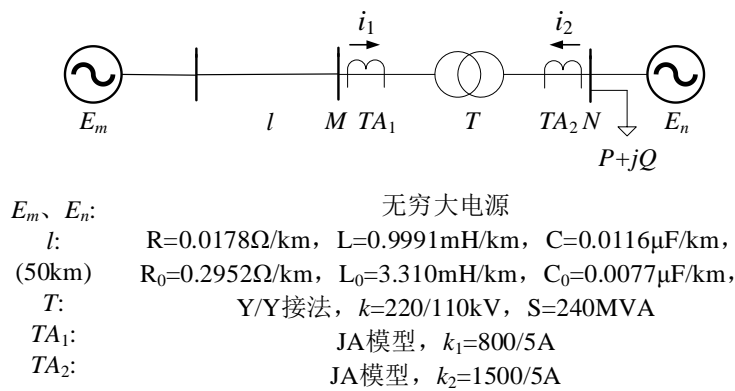 i₁ i₂
Eₘ l M TA₁ T TA₂ N Eₙ
P+jQ
Eₘ、Eₙ: 无穷大电源
l: R=0.0178Ω/km，L=0.9991mH/km，C=0.0116μF/km，
(50km) R₀=0.2952Ω/km，L₀=3.310mH/km，C₀=0.0077μF/km，
T: Y/Y接法，k=220/110kV，S=240MVA
TA₁: JA模型，k₁=800/5A
TA₂: JA模型，k₂=1500/5A